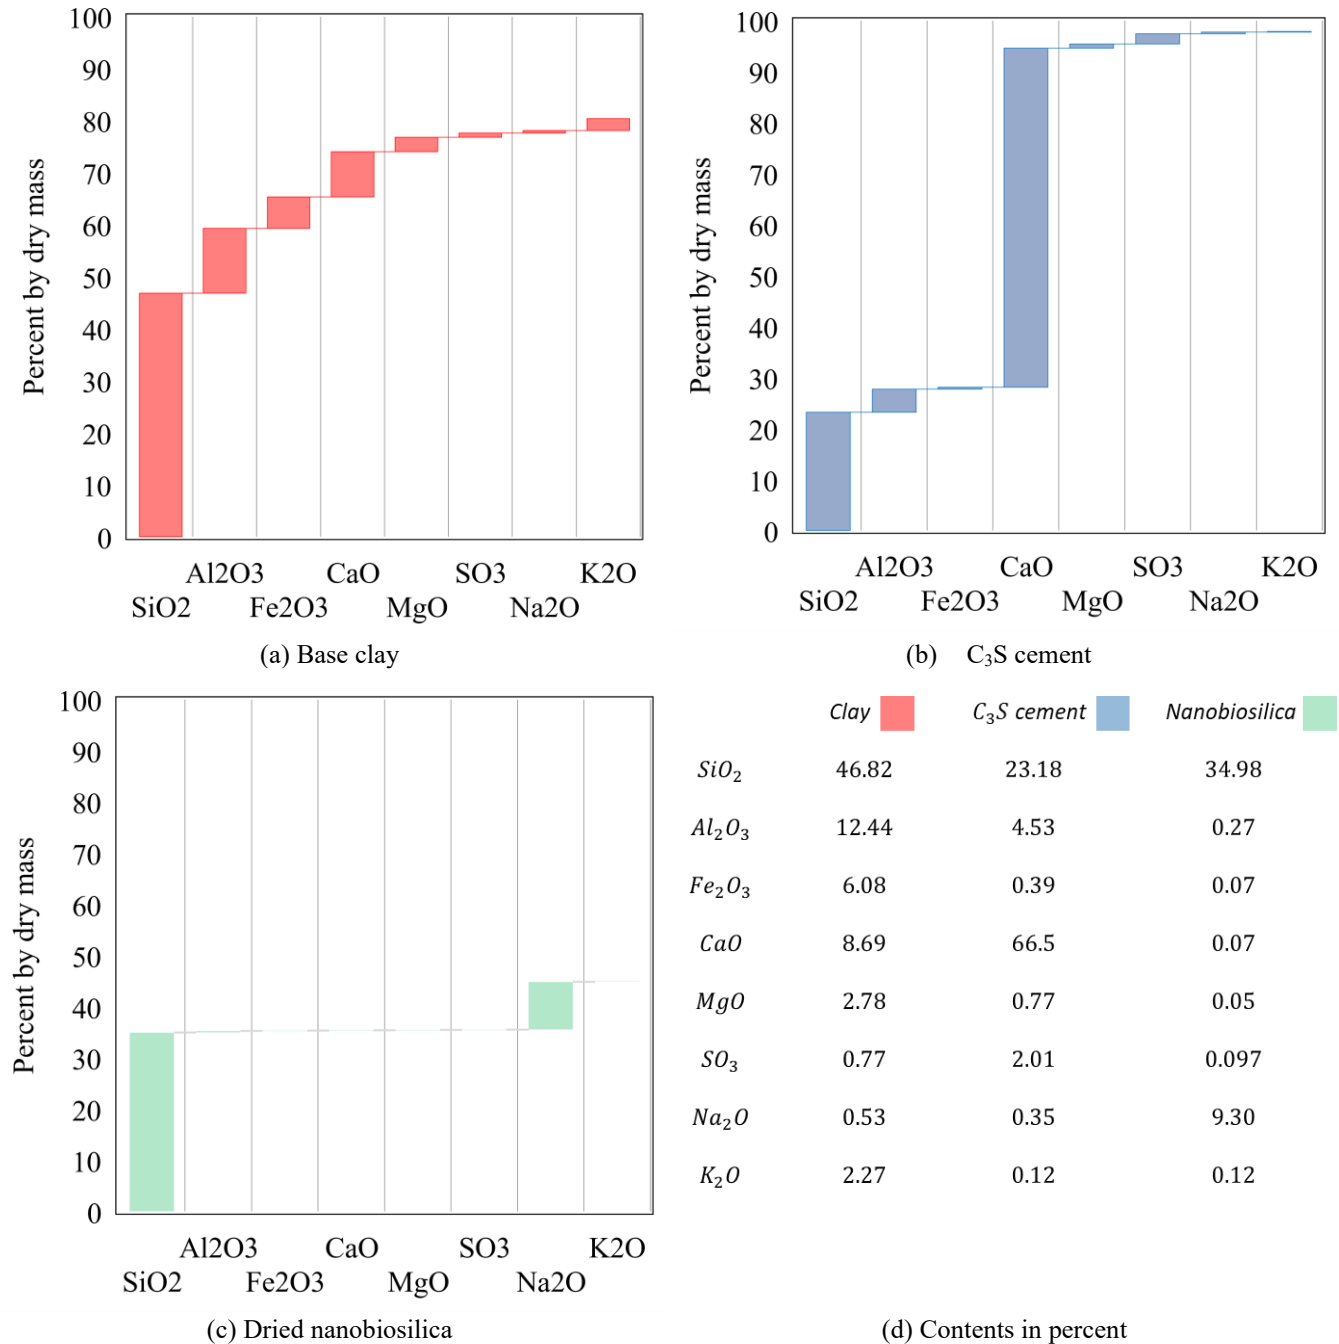 100
90
80
70
60
50
40
30
20
10
0
Percent by dry mass
Al2O3 CaO SO3 K2O
SiO2 Fe2O3 MgO Na2O
(a) Base clay
100
90
80
70
60
50
40
30
20
10
0
Percent by dry mass
Al2O3 CaO SO3 K2O
SiO2 Fe2O3 MgO Na2O
(b) C₃S cement
100
90
80
70
60
50
40
30
20
10
0
Percent by dry mass
Al2O3 CaO SO3 K2O
SiO2 Fe2O3 MgO Na2O
(c) Dried nanobiosilica
Clay C₃S cement Nanobiosilica
SiO₂ 46.82 23.18 34.98
Al₂O₃ 12.44 4.53 0.27
Fe₂O₃ 6.08 0.39 0.07
CaO 8.69 66.5 0.07
MgO 2.78 0.77 0.05
SO₃ 0.77 2.01 0.097
Na₂O 0.53 0.35 9.30
K₂O 2.27 0.12 0.12
(d) Contents in percent